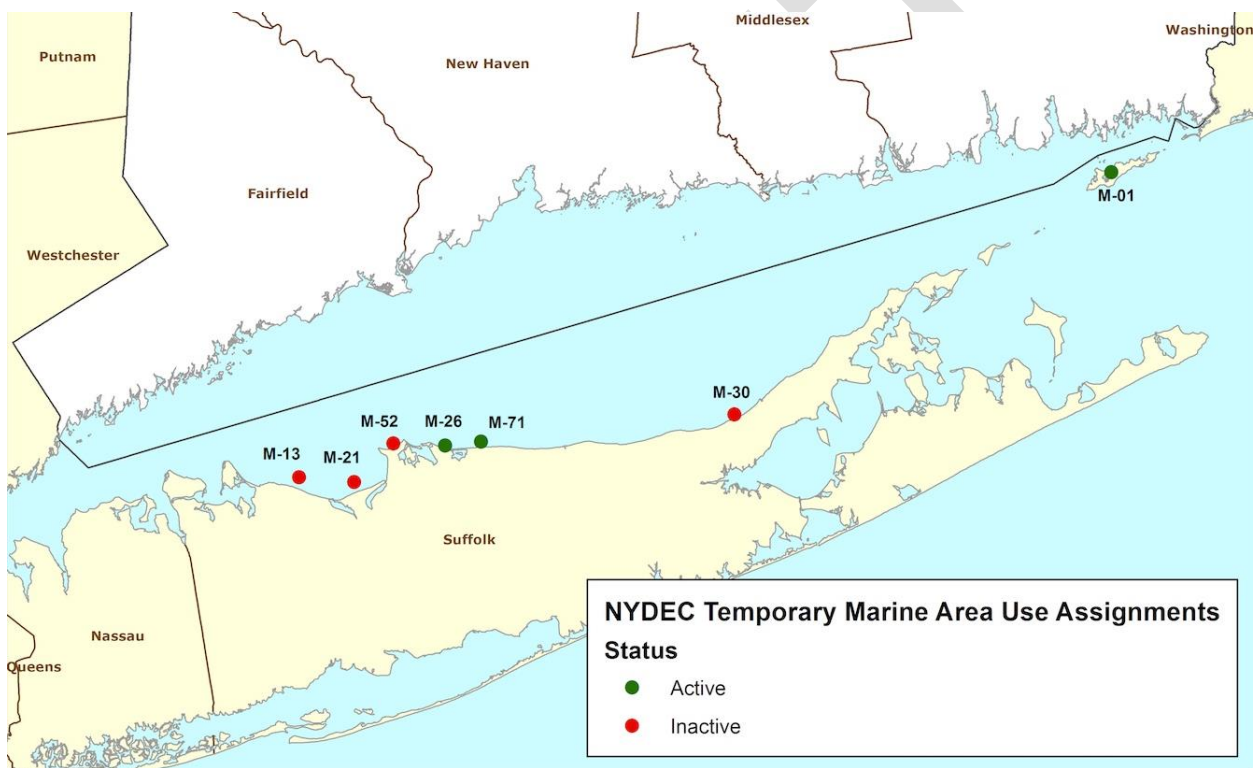 Middlesex
Washington
Putnam
New Haven
Fairfield
M-01
Westchester
M-30
M-52
M-26
M-71
M-13
M-21
Suffolk
NYDEC Temporary Marine Area Use Assignments
Status
Nassau
Queens
Active
Inactive